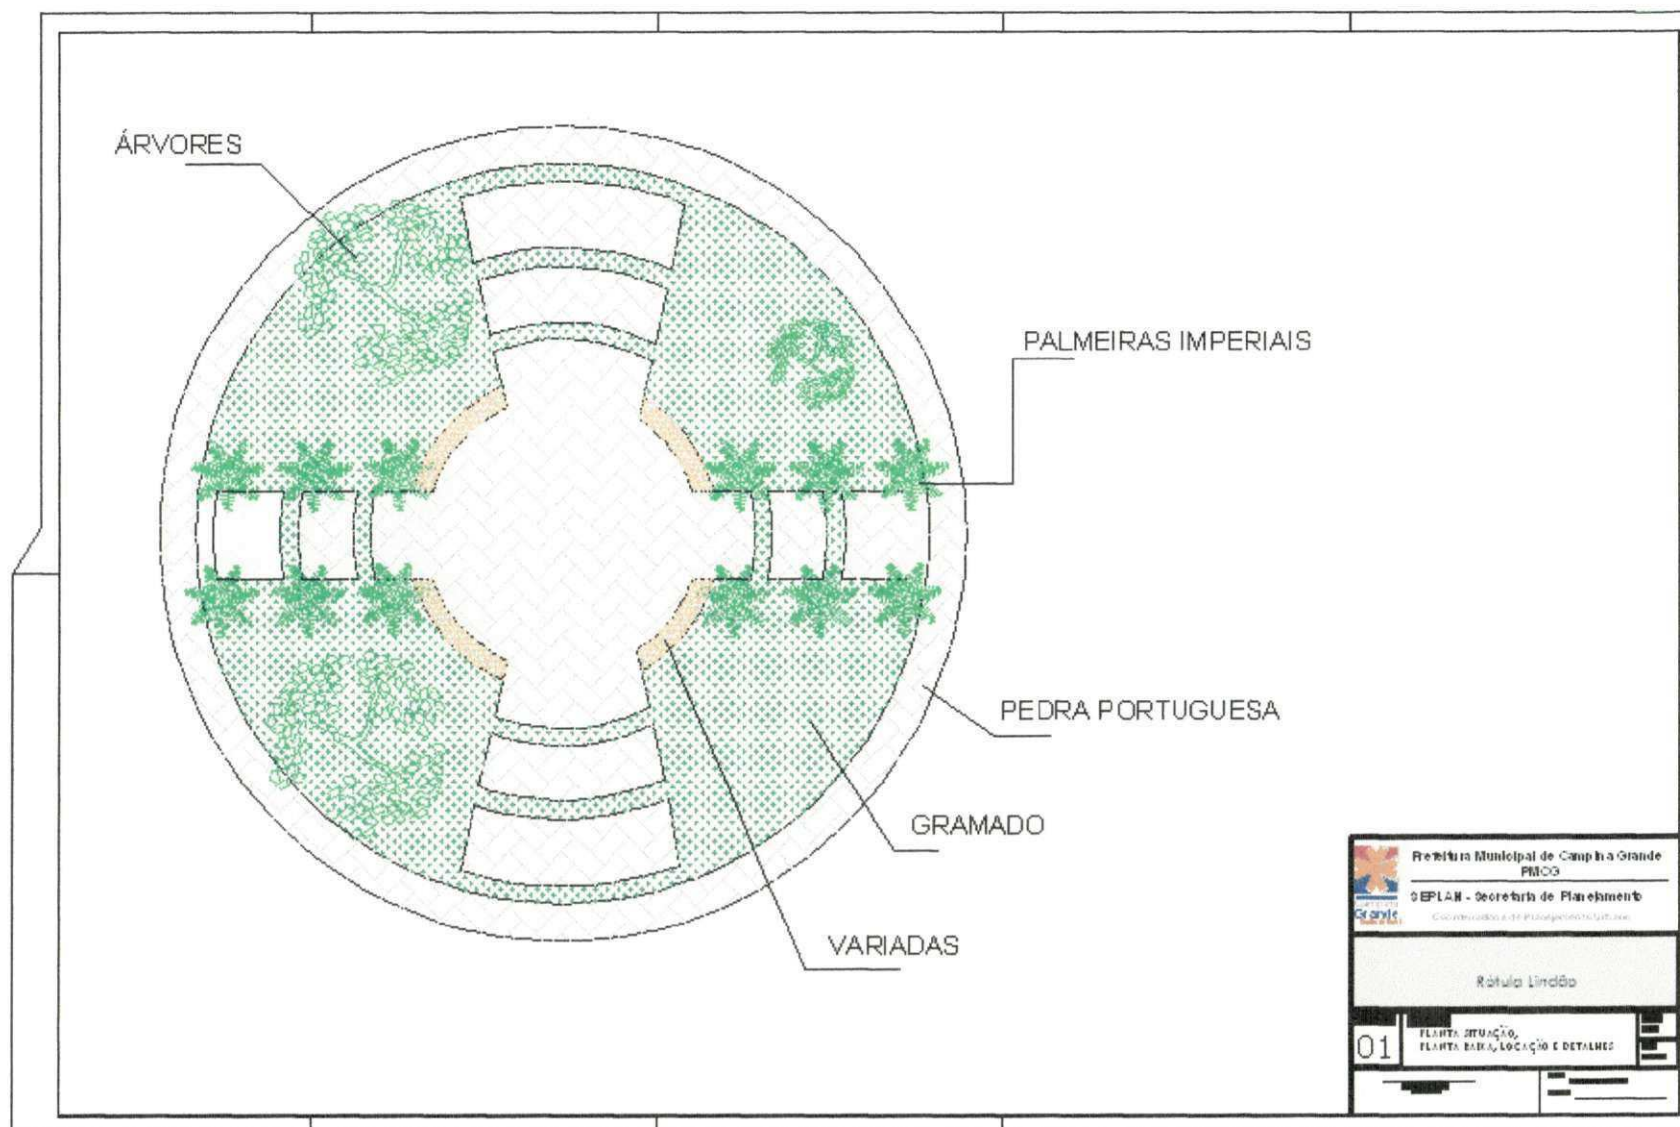 ÁRVORES
PALMEIRAS IMPERIAIS
PEDRA PORTUGUESA
GRAMADO
VARIADAS
Prefeitura Municipal de Campina Grande
PMCG
SEPLAN - Secretaria de Planejamento
Grande
Rótula Lindão
01
PLANTA SITUAÇÃO,
PLANTA BAIXA, LOCAÇÃO E DETALHES